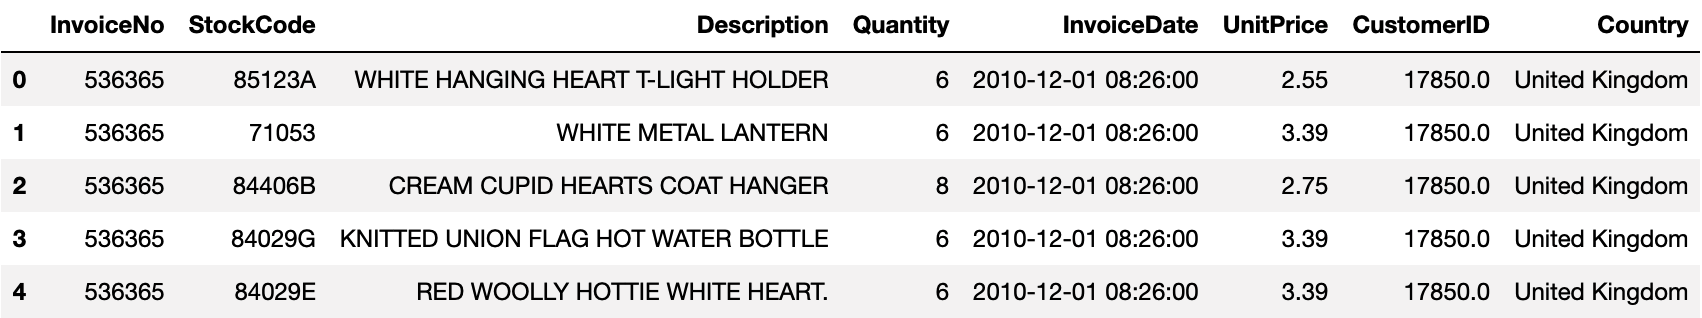 InvoiceNo StockCode Description Quantity InvoiceDate UnitPrice CustomerID Country
0 536365 85123A WHITE HANGING HEART T-LIGHT HOLDER 6 2010-12-01 08:26:00 2.55 17850.0 United Kingdom
1 536365 71053 WHITE METAL LANTERN 6 2010-12-01 08:26:00 3.39 17850.0 United Kingdom
2 536365 84406B CREAM CUPID HEARTS COAT HANGER 8 2010-12-01 08:26:00 2.75 17850.0 United Kingdom
3 536365 84029G KNITTED UNION FLAG HOT WATER BOTTLE 6 2010-12-01 08:26:00 3.39 17850.0 United Kingdom
4 536365 84029E RED WOOLLY HOTTIE WHITE HEART. 6 2010-12-01 08:26:00 3.39 17850.0 United Kingdom